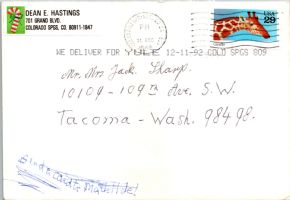 DEAN E. HASTINGS
701 GRAND BLVD.
COLORADO SPGS, CO. 80911-1847
PM
USA
29
WE DELIVER FOR YULE 12-11-92 COLO SPGS 809
Mr. Mrs Jack. Sharp.
10109-109th Ave. S.W.
Tacoma - Wash. 98498.